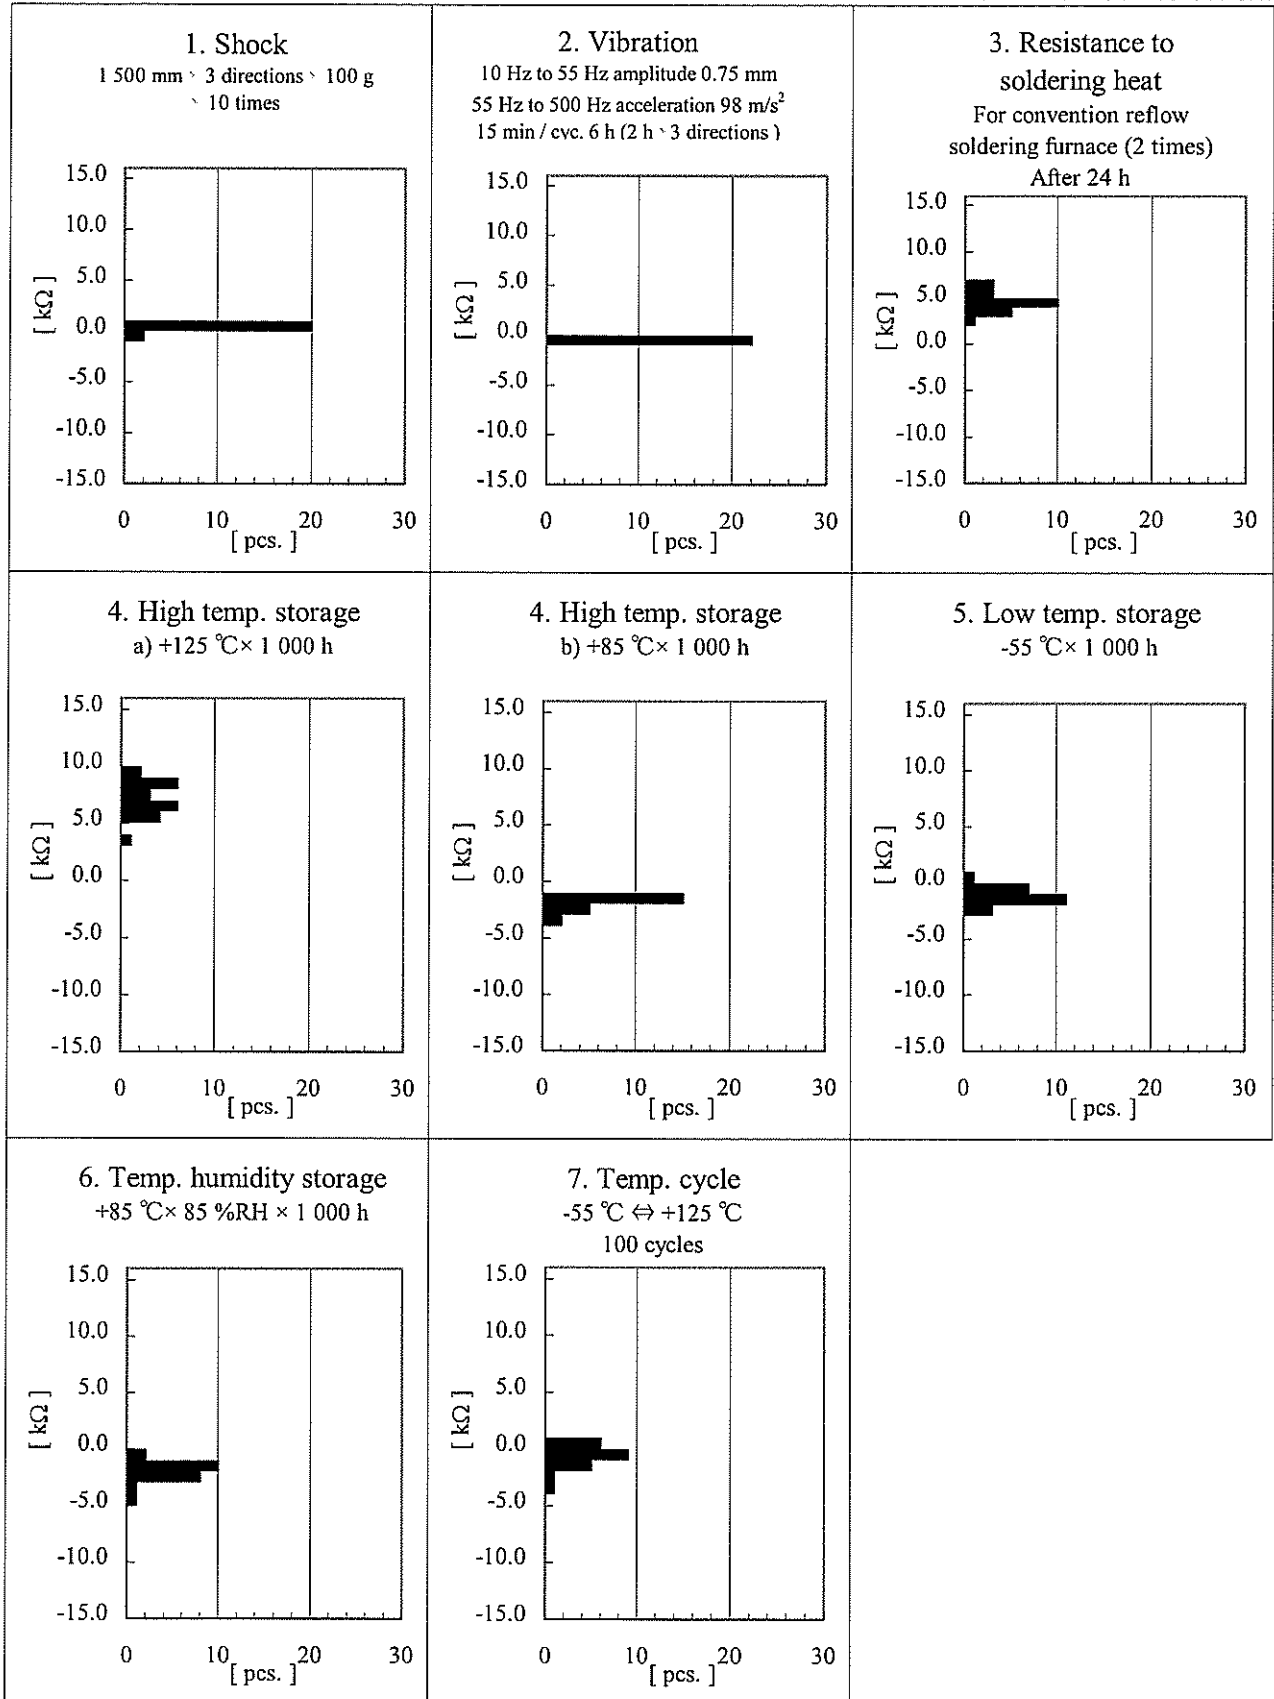 1. Shock
1 500 mm、3 directions、100 g
、10 times
15.0
10.0
5.0
0.0
-5.0
-10.0
-15.0
[ kΩ ]
0 10 20 30
[ pcs. ]
2. Vibration
10 Hz to 55 Hz amplitude 0.75 mm
55 Hz to 500 Hz acceleration 98 m/s²
15 min / cyc. 6 h (2 h、3 directions )
15.0
10.0
5.0
0.0
-5.0
-10.0
-15.0
[ kΩ ]
0 10 20 30
[ pcs. ]
3. Resistance to
soldering heat
For convention reflow
soldering furnace (2 times)
After 24 h
15.0
10.0
5.0
0.0
-5.0
-10.0
-15.0
[ kΩ ]
0 10 20 30
[ pcs. ]
4. High temp. storage
a) +125 ℃× 1 000 h
15.0
10.0
5.0
0.0
-5.0
-10.0
-15.0
[ kΩ ]
0 10 20 30
[ pcs. ]
4. High temp. storage
b) +85 ℃× 1 000 h
15.0
10.0
5.0
0.0
-5.0
-10.0
-15.0
[ kΩ ]
0 10 20 30
[ pcs. ]
5. Low temp. storage
-55 ℃× 1 000 h
15.0
10.0
5.0
0.0
-5.0
-10.0
-15.0
[ kΩ ]
0 10 20 30
[ pcs. ]
6. Temp. humidity storage
+85 ℃× 85 %RH × 1 000 h
15.0
10.0
5.0
0.0
-5.0
-10.0
-15.0
[ kΩ ]
0 10 20 30
[ pcs. ]
7. Temp. cycle
-55 ℃ ⇔ +125 ℃
100 cycles
15.0
10.0
5.0
0.0
-5.0
-10.0
-15.0
[ kΩ ]
0 10 20 30
[ pcs. ]